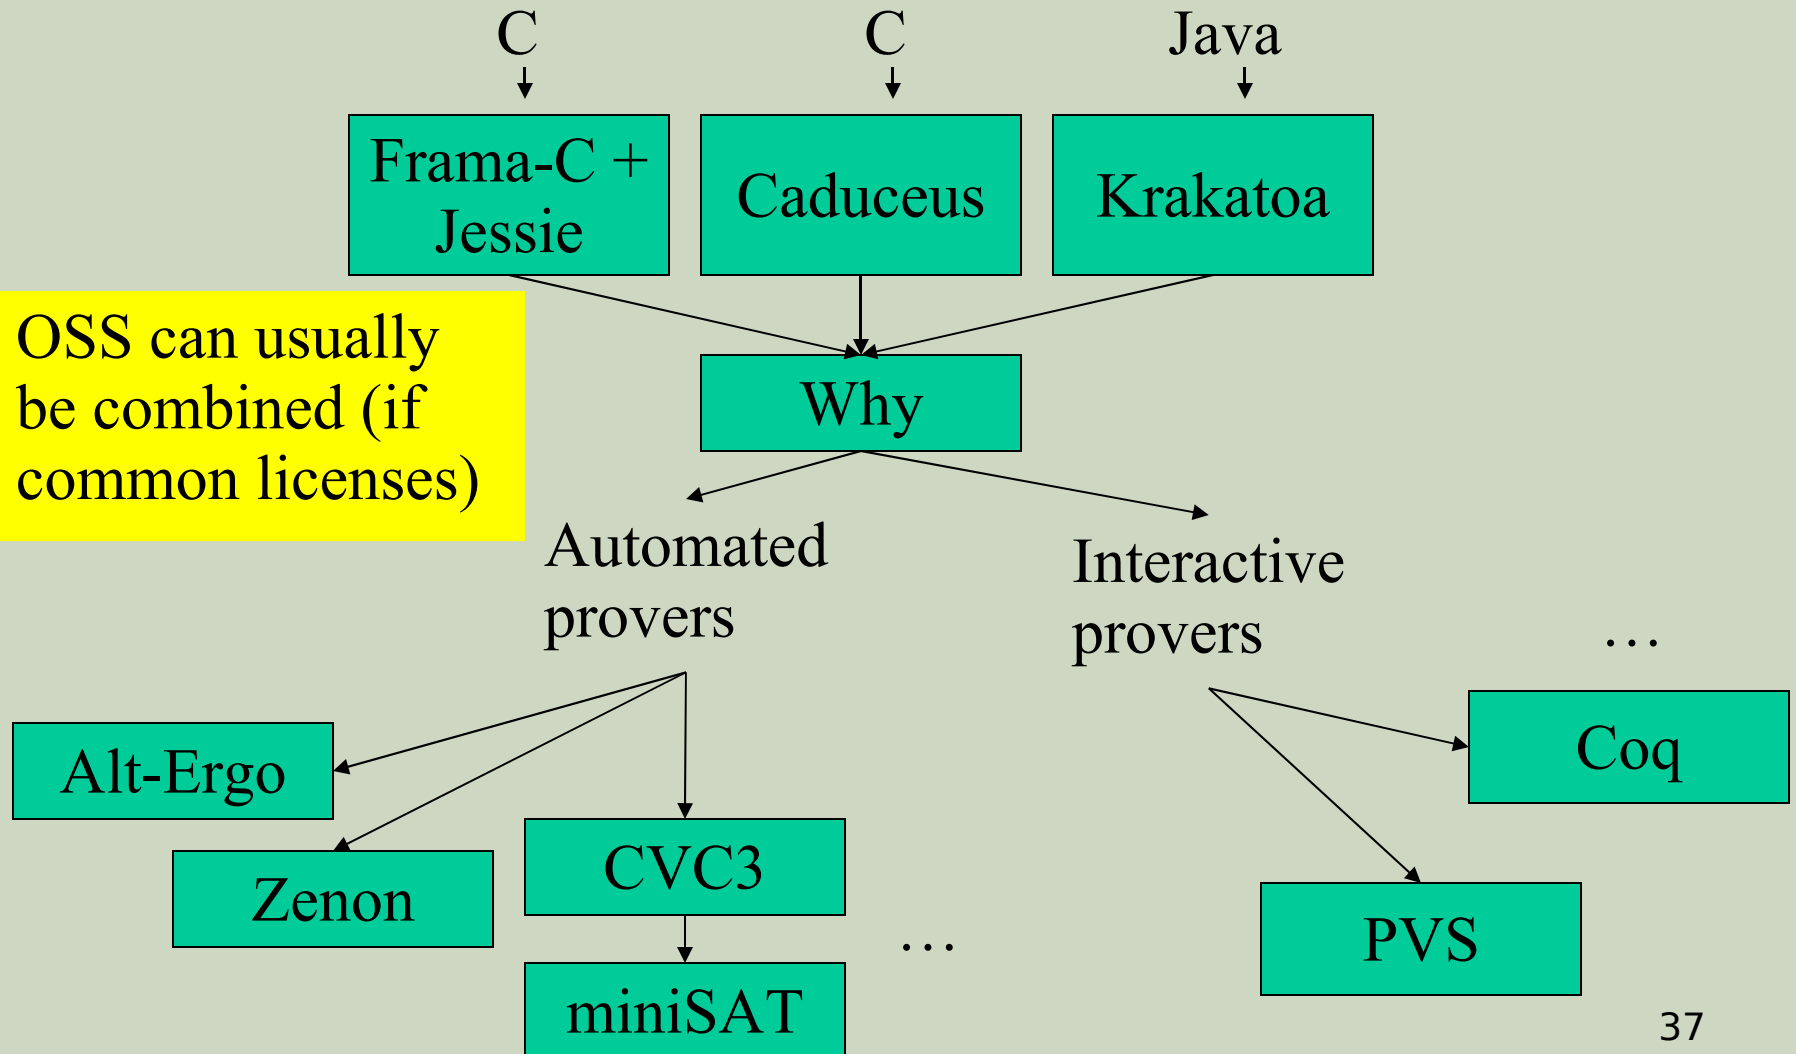 C
C
Java
Frama-C +
Jessie
Caduceus
Krakatoa
OSS can usually
be combined (if
common licenses)
Why
Automated
provers
Interactive
provers
…
Alt-Ergo
Coq
Zenon
CVC3
…
PVS
miniSAT
37